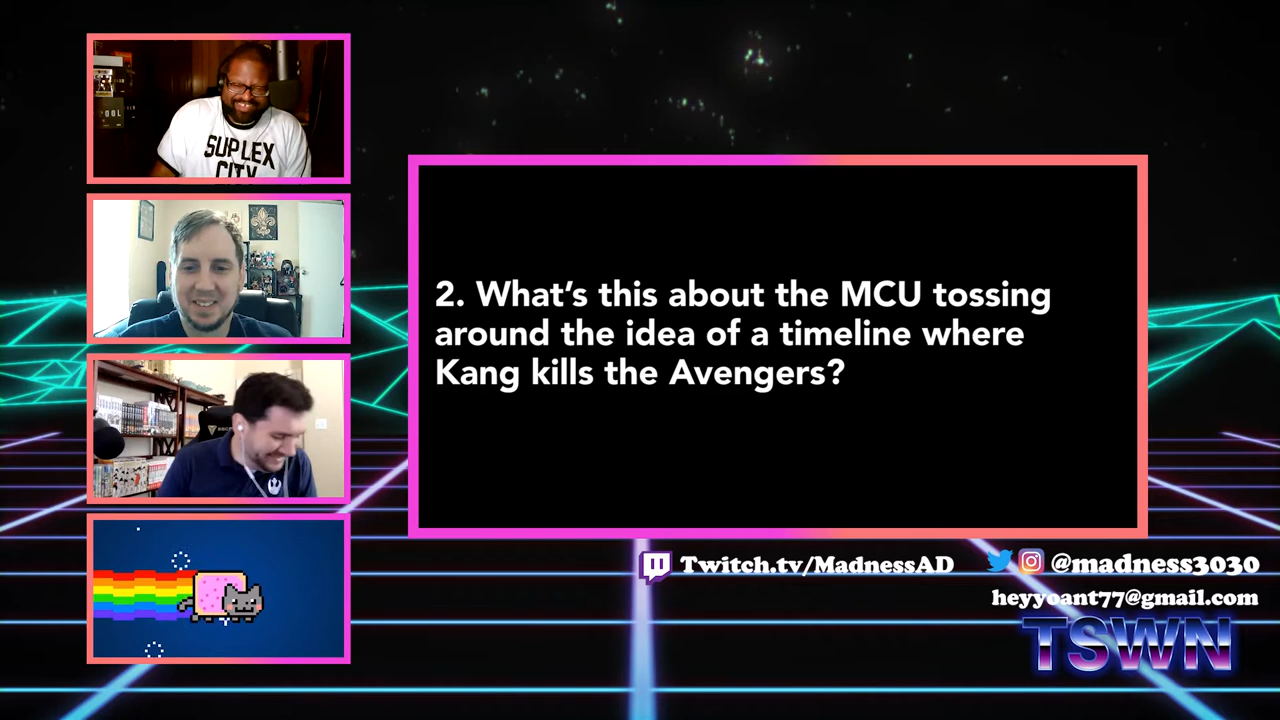 SUPLEX
CITY
2. What's this about the MCU tossing
around the idea of a timeline where
Kang kills the Avengers?
Twitch.tv/MadnessAD
@madness3030
heyyoant77@gmail.com
TSWN